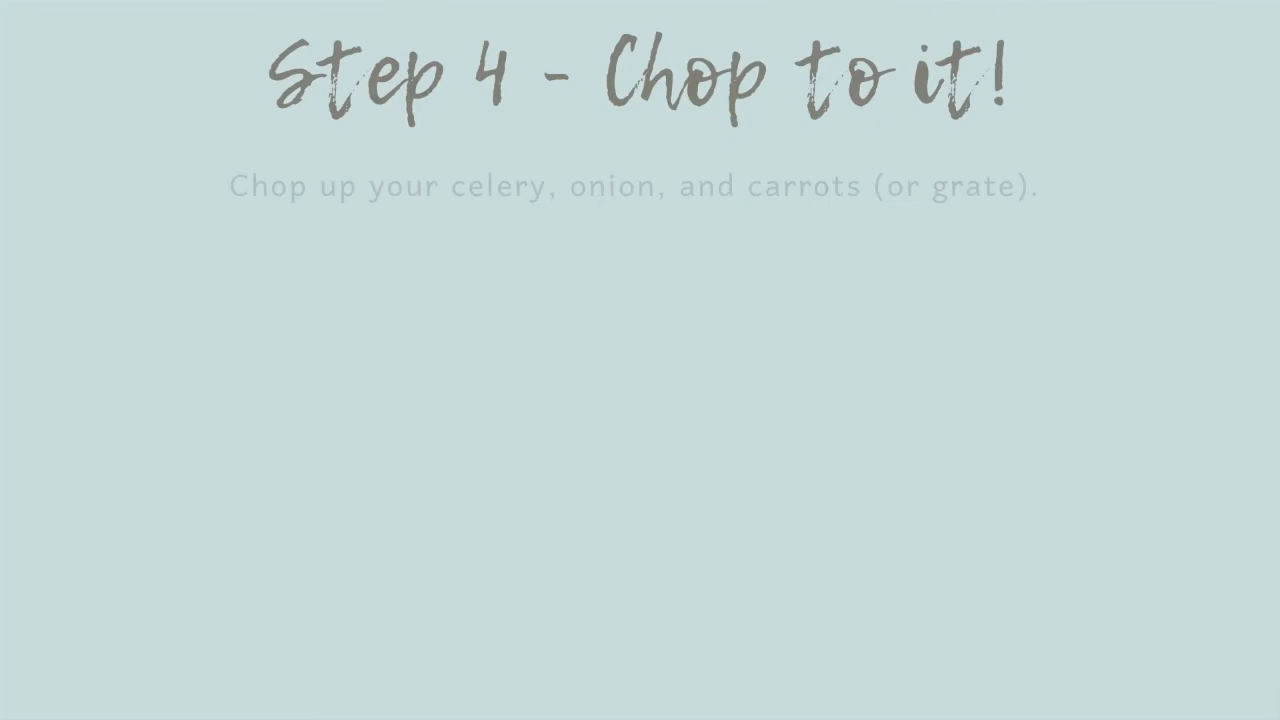 Step 4 - Chop to it!
Chop up your celery, onion, and carrots (or grate).